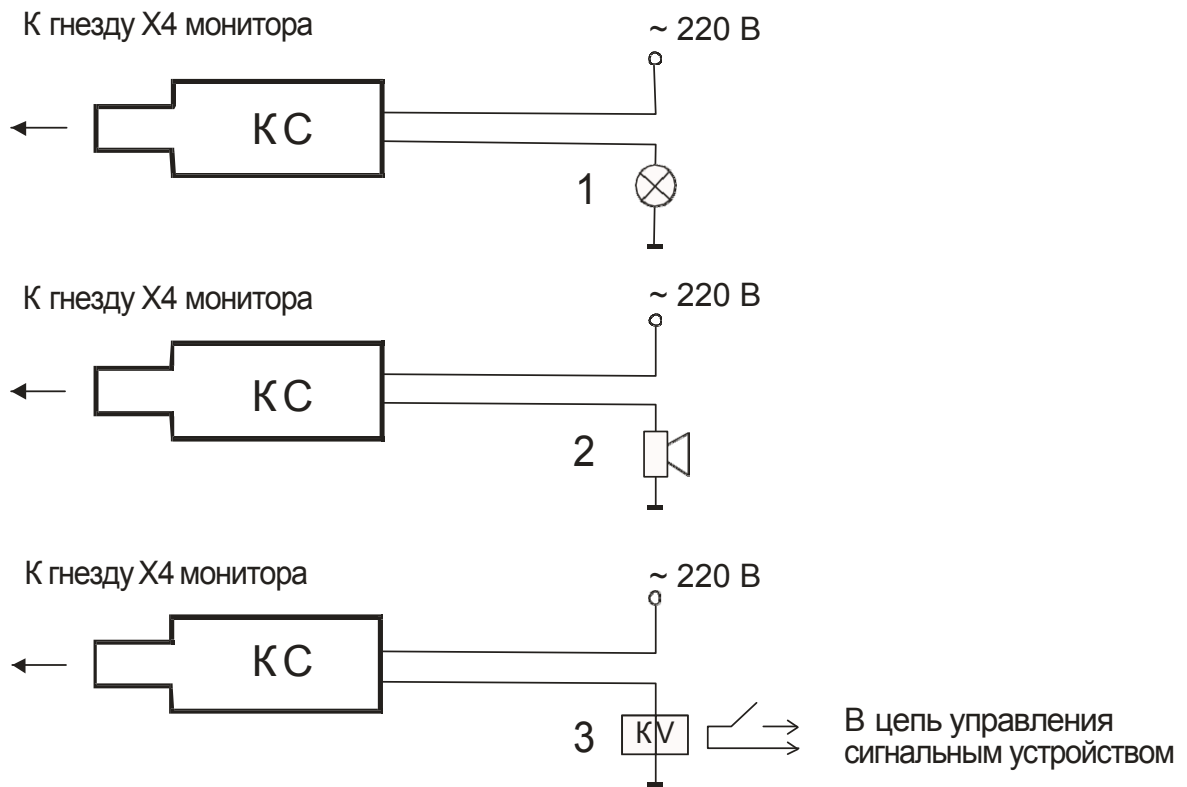 К гнезду X4 монитора
~ 220 В
КС
1
К гнезду X4 монитора
~ 220 В
КС
2
К гнезду X4 монитора
~ 220 В
КС
3
KV
В цепь управления
сигнальным устройством